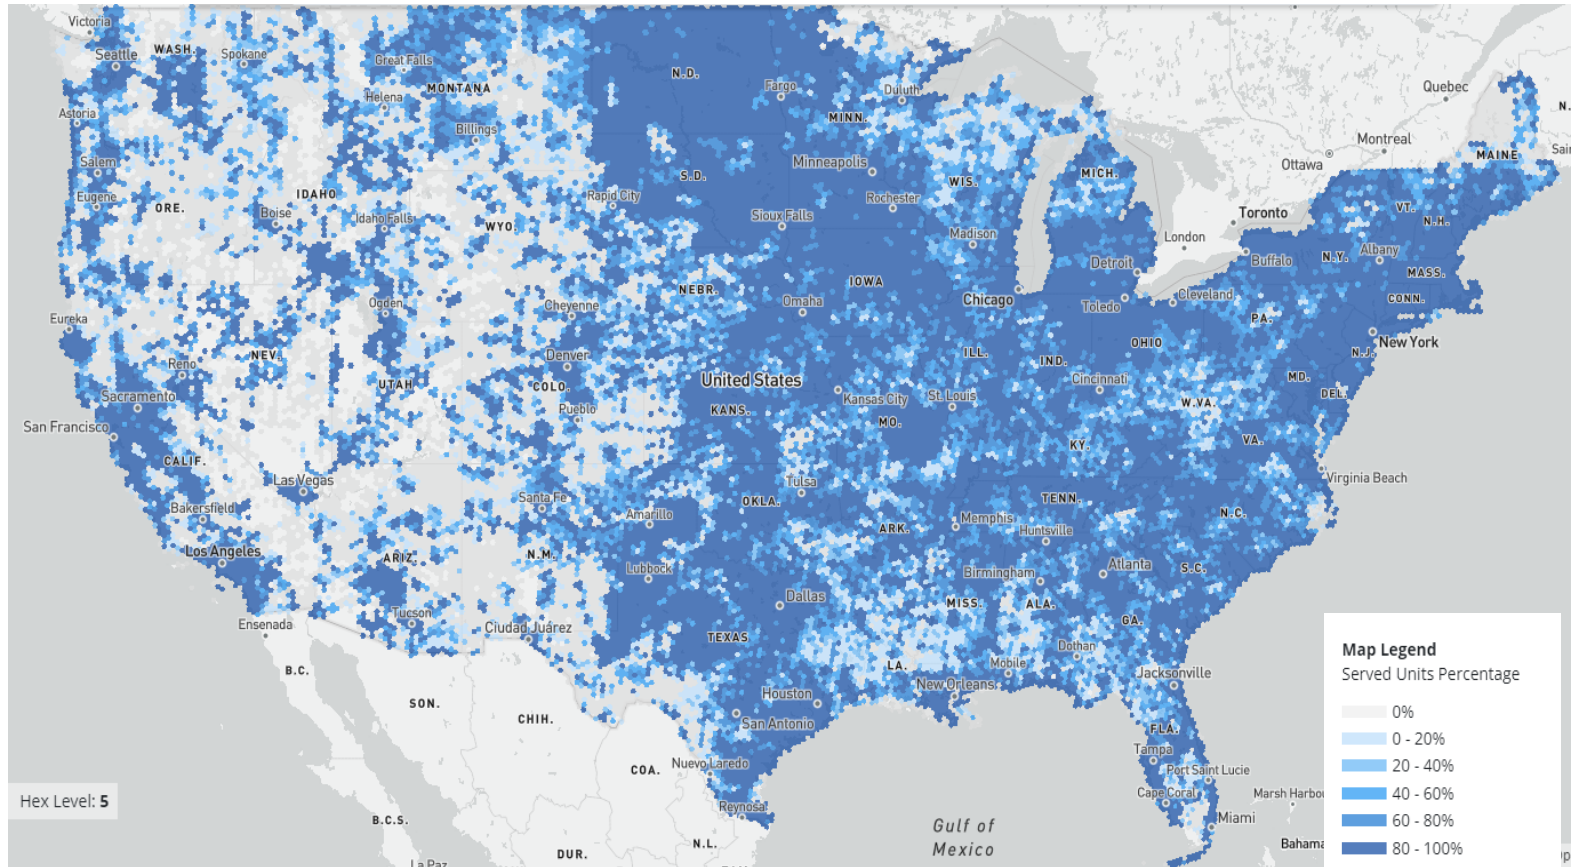 Victoria
Seattle
WASH.
Spokane
Great Falls
MONTANA
N.D.
Fargo
Duluth
Quebec
Helena
Astoria
Billings
MINN.
Montreal
Ottawa
MAINE
Salem
Minneapolis
S.D.
WIS.
MICH.
Eugene
IDAHO
Rapid City
Rochester
ORE.
Boise
Idaho Falls
WYO.
Sioux Falls
Toronto
VT.
N.H.
Madison
London
Detroit
Buffalo
N.Y.
Albany
MASS.
NEBR.
IOWA
Ogden
Cheyenne
Omaha
Chicago
Toledo
Cleveland
CONN.
Eureka
PA.
NEV.
Reno
Denver
ILL.
IND.
OHIO
N.J.
New York
UTAH
COLO.
United States
Cincinnati
MD.
Sacramento
Pueblo
KANS.
Kansas City
St. Louis
W.VA.
DEL.
San Francisco
MO.
KY.
VA.
CALIF.
Las Vegas
Tulsa
Virginia Beach
Bakersfield
Santa Fe
Amarillo
OKLA.
TENN.
N.C.
Memphis
ARK.
Huntsville
Los Angeles
ARIZ.
N.M.
Lubbock
Birmingham
Atlanta
S.C.
Dallas
MISS.
ALA.
Tucson
GA.
Ensenada
Ciudad Juárez
TEXAS
Dothan
B.C.
LA.
Mobile
Jacksonville
New Orleans
SON.
CHIH.
Houston
San Antonio
FLA.
Tampa
COA.
Nuevo Laredo
Port Saint Lucie
Cape Coral
Reynosa
Miami
Gulf of
Mexico
B.C.S.
DUR.
N.L.
La Paz
Hex Level: 5
Map Legend
Served Units Percentage
0%
0 - 20%
20 - 40%
40 - 60%
60 - 80%
80 - 100%